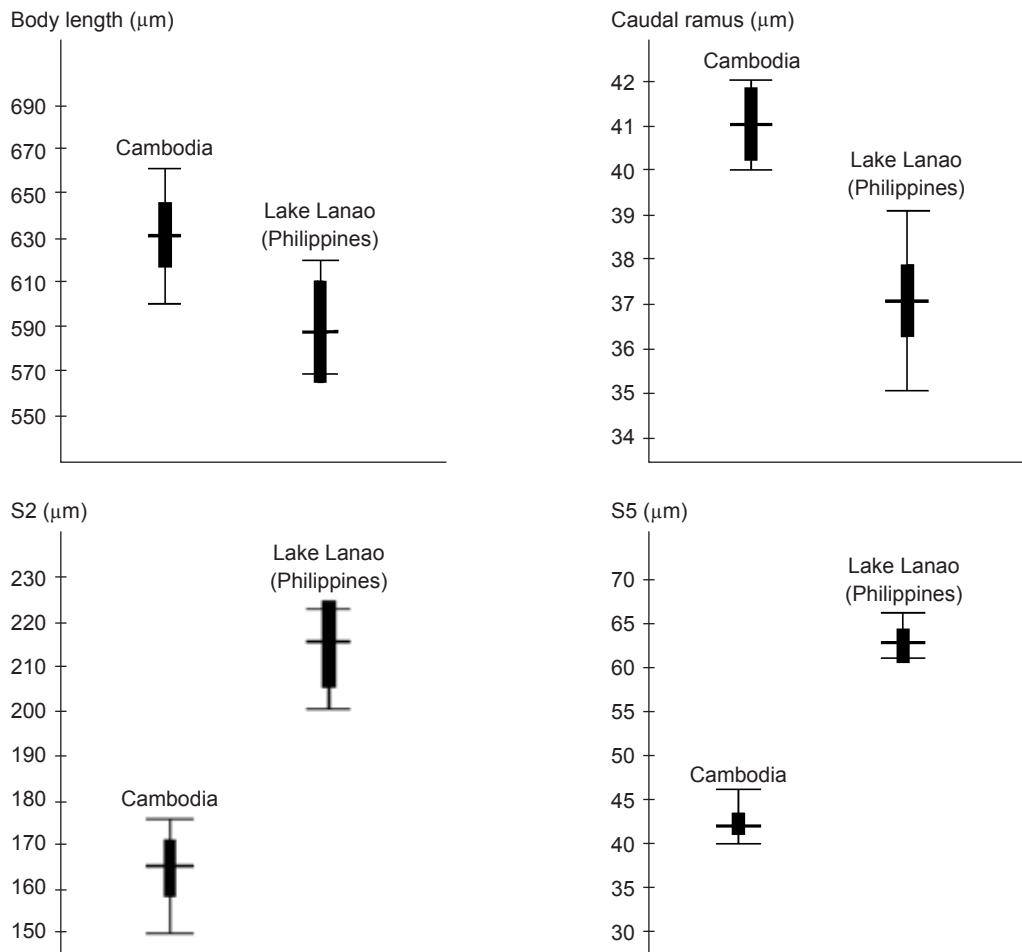 Body length (μm)
690
670
650
630
610
590
570
550
Cambodia
Lake Lanao
(Philippines)
Caudal ramus (μm)
42
41
40
39
38
37
36
35
34
Cambodia
Lake Lanao
(Philippines)
S2 (μm)
230
220
210
200
190
180
170
160
150
Lake Lanao
(Philippines)
Cambodia
S5 (μm)
70
65
60
55
50
45
40
35
30
Lake Lanao
(Philippines)
Cambodia